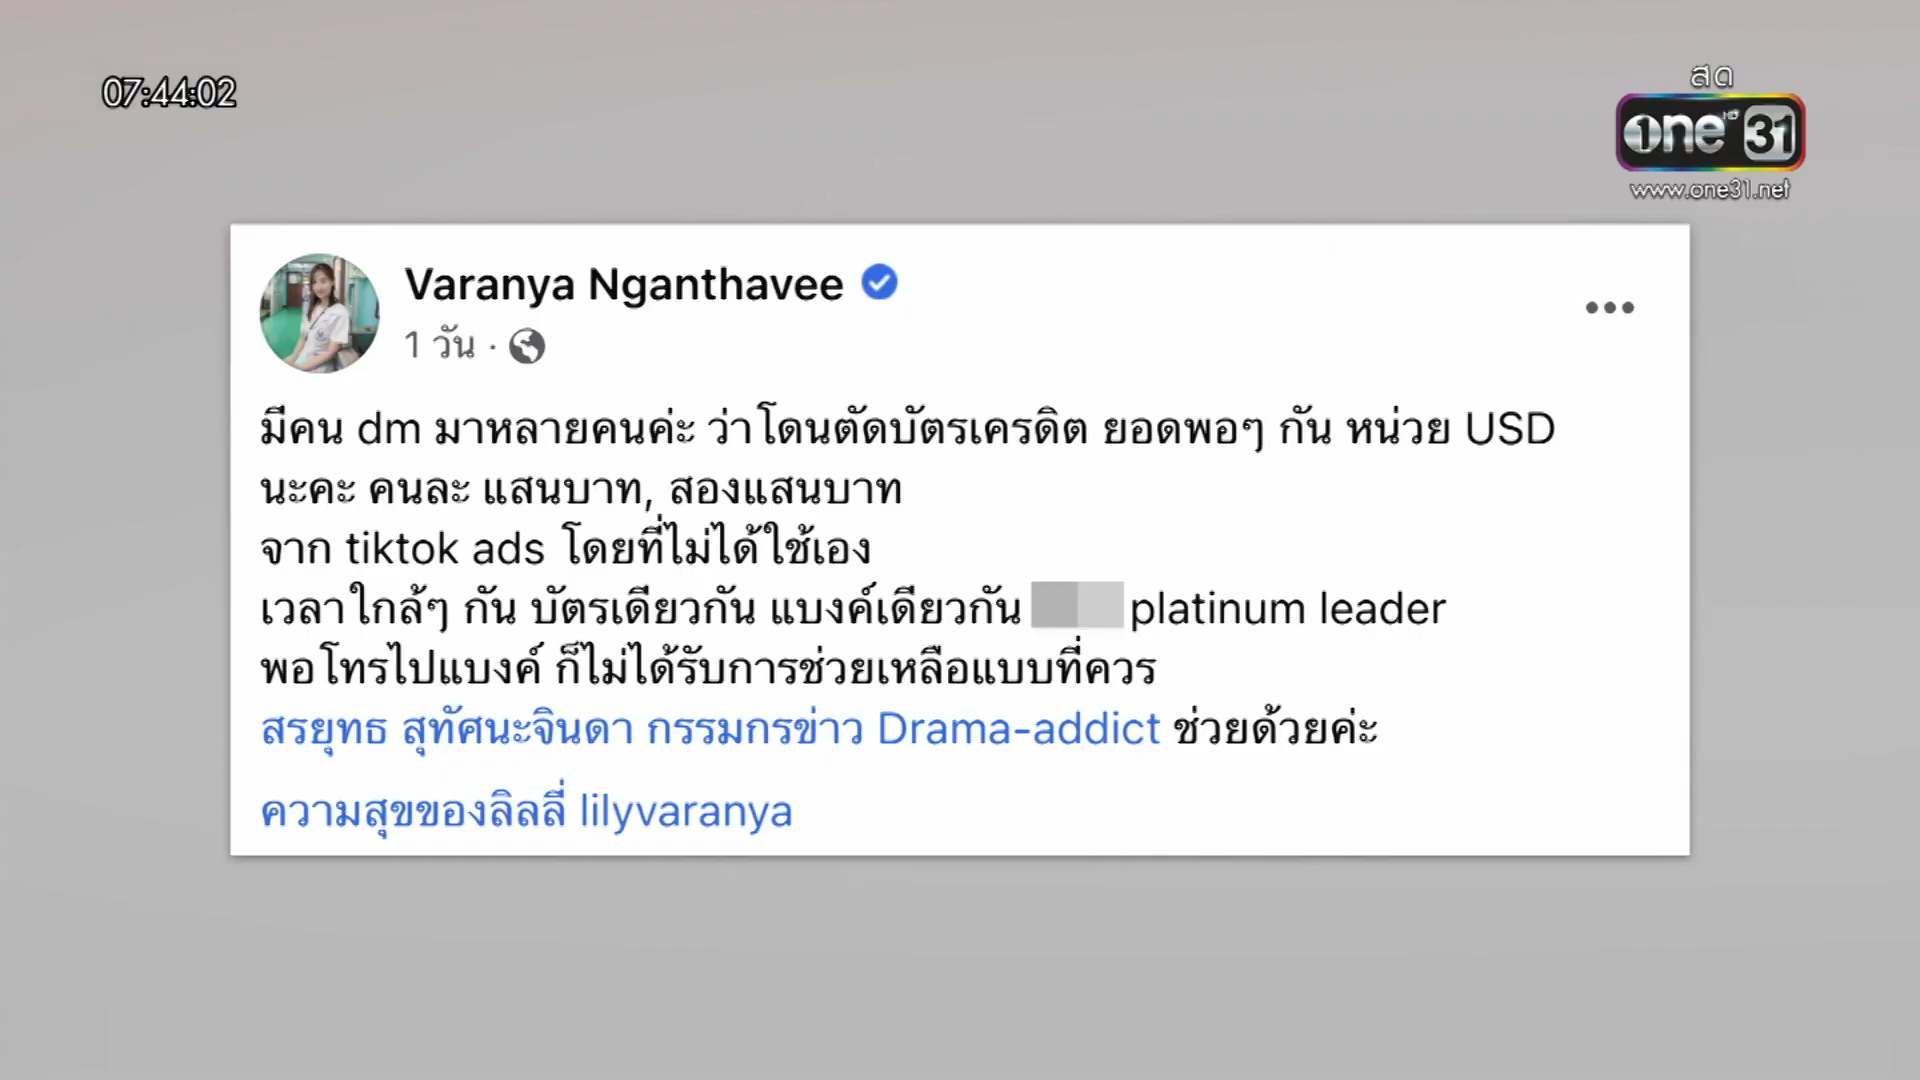 07:44:02
สด
one HD 31
www.one31.net
Varanya Nganthavee
1 วัน ·
มีคน dm มาหลายคนค่ะ ว่าโดนตัดบัตรเครดิต ยอดพอๆ กัน หน่วย USD
นะคะ คนละ แสนบาท, สองแสนบาท
จาก tiktok ads โดยที่ไม่ได้ใช้เอง
เวลาใกล้ๆ กัน บัตรเดียวกัน แบงค์เดียวกัน platinum leader
พอโทรไปแบงค์ ก็ไม่ได้รับการช่วยเหลือแบบที่ควร
สรยุทธ สุทัศนะจินดา กรรมกรข่าว Drama-addict ช่วยด้วยค่ะ
ความสุขของลิลลี่ lilyvaranya